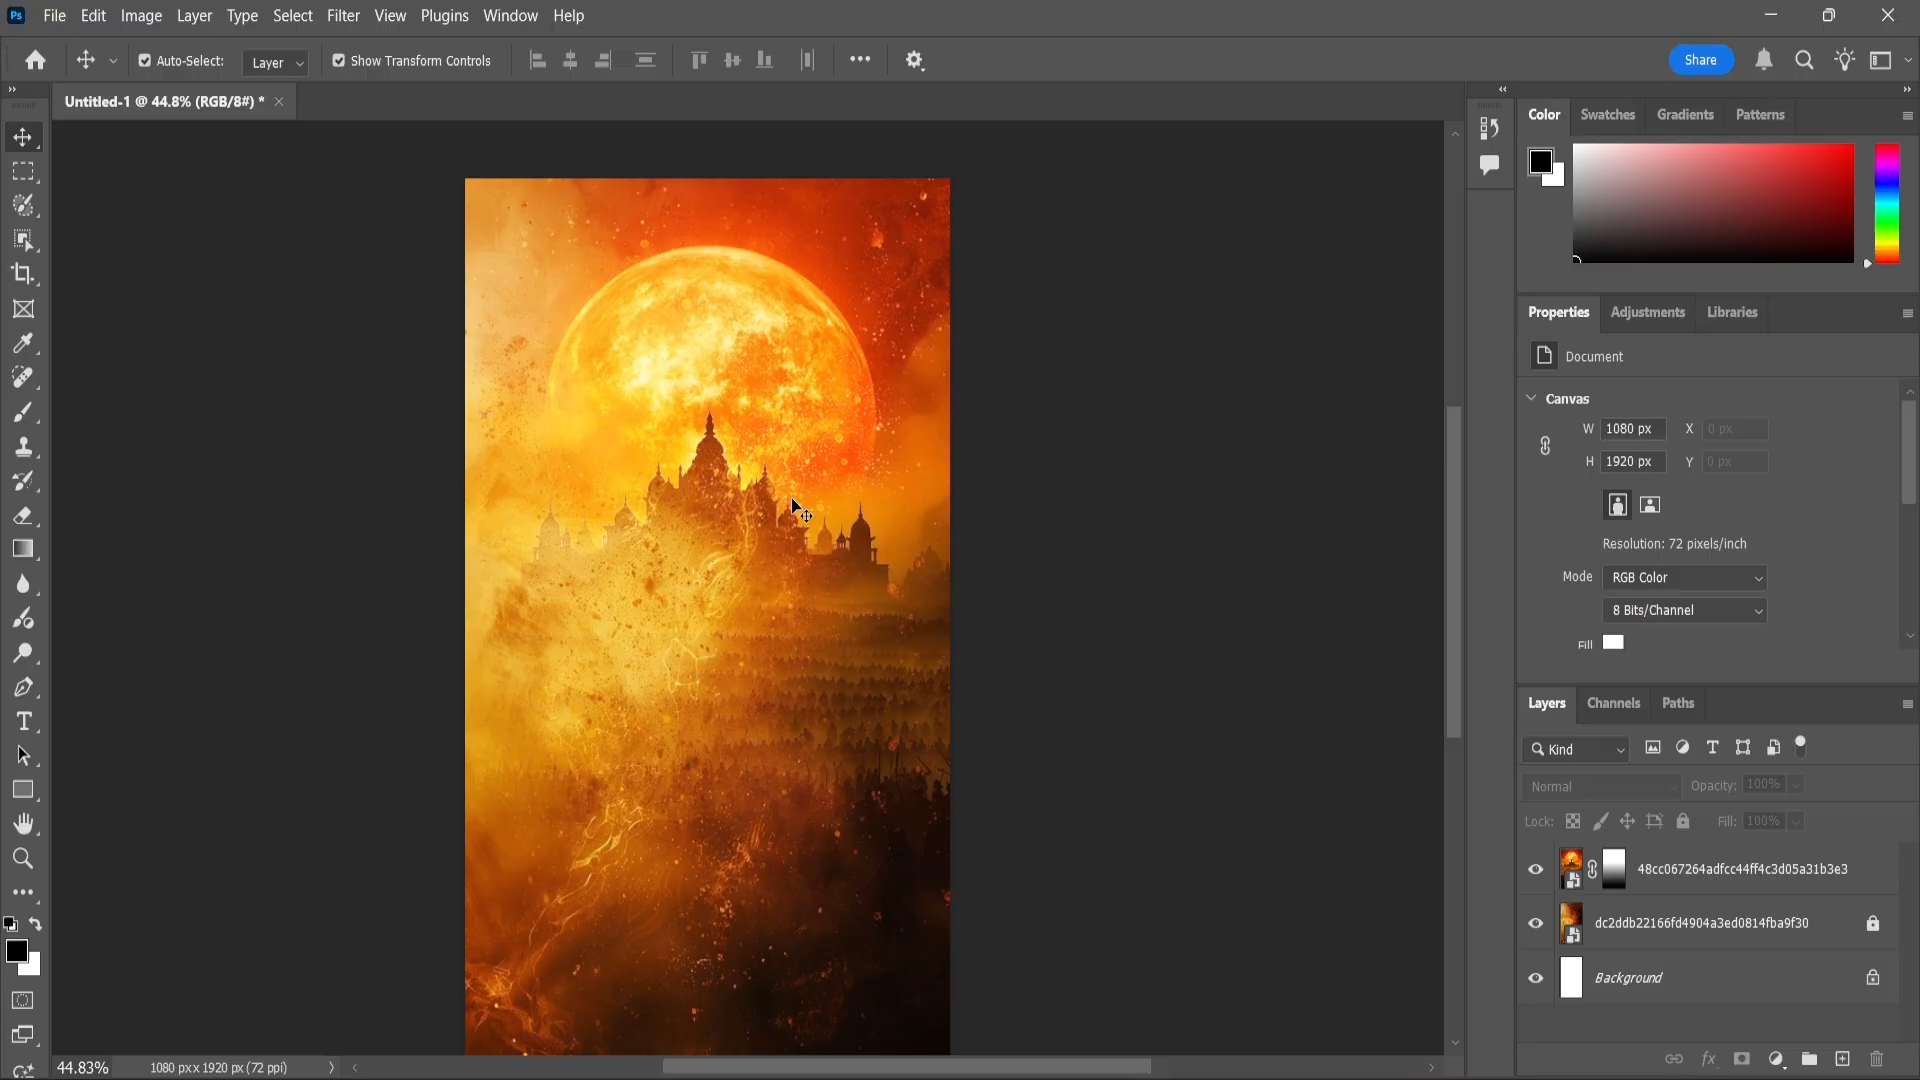 Ps File Edit Image Layer Type Select Filter View Plugins Window Help
Auto-Select: Layer Show Transform Controls Share
Untitled-1 @ 44.8% (RGB/8#) *
Color Swatches Gradients Patterns
Properties Adjustments Libraries
Document
Canvas
W 1080 px X 0 px
H 1920 px Y 0 px
Resolution: 72 pixels/inch
Mode RGB Color
8 Bits/Channel
Fill
Layers Channels Paths
Kind
Normal Opacity: 100%
Lock: Fill: 100%
48cc067264adfcc44ff4c3d05a31b3e3
dc2ddb22166fd4904a3ed0814fba9f30
Background
44.83% 1080 px x 1920 px (72 ppi)